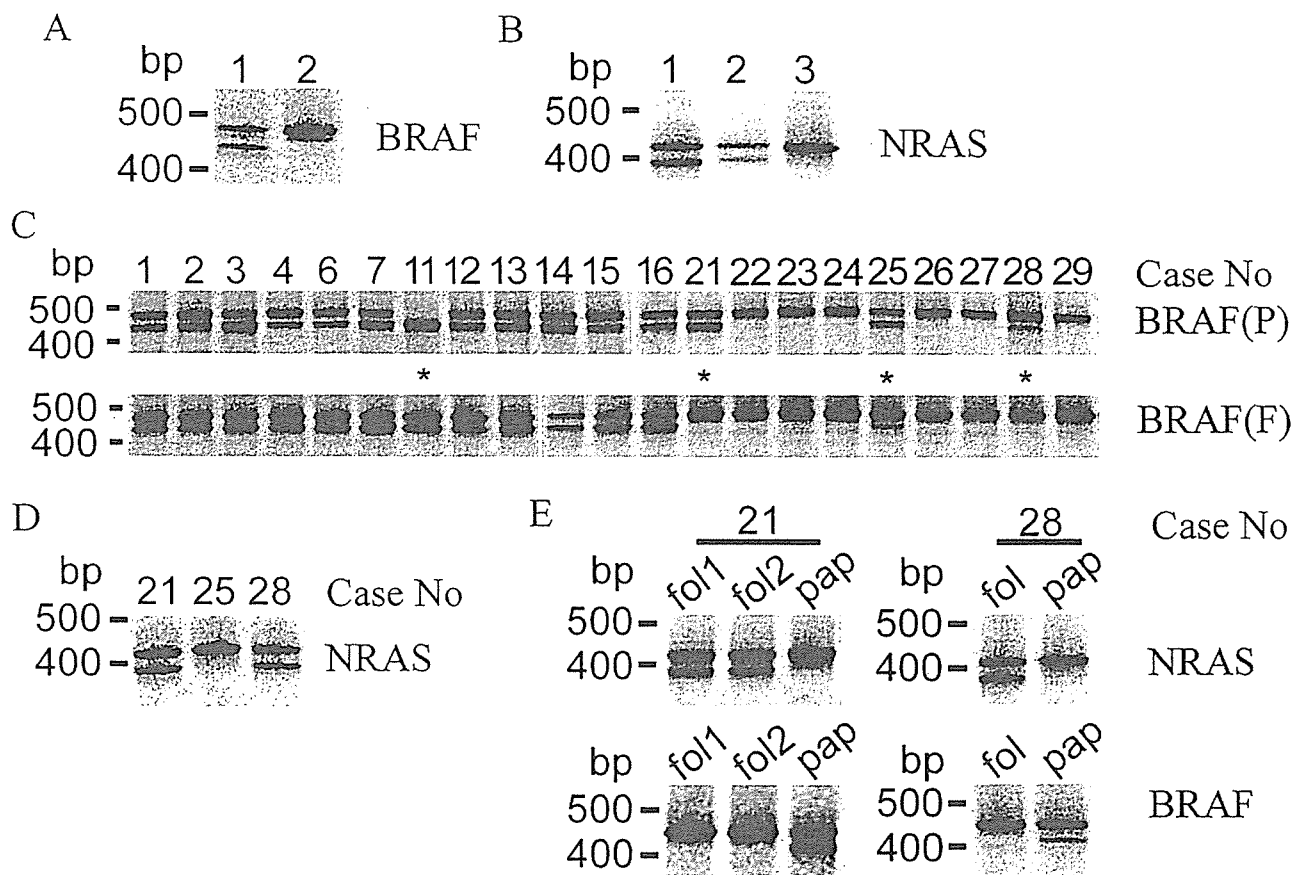 A
bp 1 2
500
400
BRAF
B
bp 1 2 3
500
400
NRAS
C
bp 1 2 3 4 6 7 11 12 13 14 15 16 21 22 23 24 25 26 27 28 29 Case No
500
400
BRAF(P)
* * * *
500
400
BRAF(F)
D
bp 21 25 28 Case No
500
400
NRAS
E
21 28 Case No
bp fol1 fol2 pap bp fol pap
500 500
400 400
NRAS
bp fol1 fol2 pap bp fol pap
500 500
400 400
BRAF